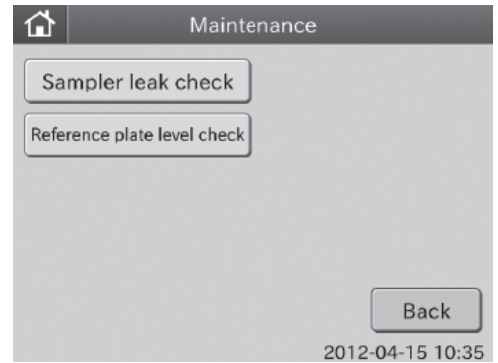 Maintenance
Sampler leak check
Reference plate level check
Back
2012-04-15 10:35